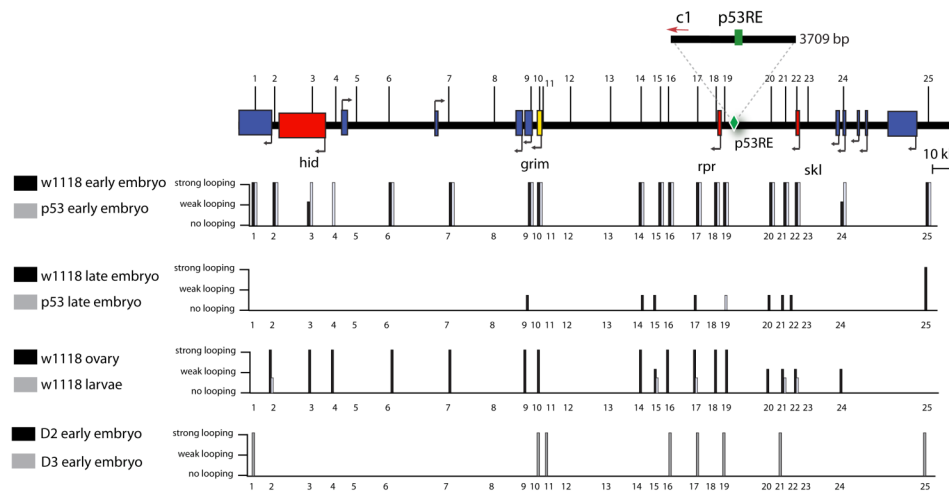 c1 p53RE
3709 bp
1 2 3 4 5 6 7 8 9 10 11 12 13 14 15 16 17 18 19 20 21 22 23 24 25
p53RE
hid grim rpr skl
10 k
w1118 early embryo
p53 early embryo
strong looping
weak looping
no looping
1 2 3 4 5 6 7 8 9 10 11 12 13 14 15 16 17 18 19 20 21 22 23 24 25
w1118 late embryo
p53 late embryo
strong looping
weak looping
no looping
1 2 3 4 5 6 7 8 9 10 11 12 13 14 15 16 17 18 19 20 21 22 23 24 25
w1118 ovary
w1118 larvae
strong looping
weak looping
no looping
1 2 3 4 5 6 7 8 9 10 11 12 13 14 15 16 17 18 19 20 21 22 23 24 25
D2 early embryo
D3 early embryo
strong looping
weak looping
no looping
1 2 3 4 5 6 7 8 9 10 11 12 13 14 15 16 17 18 19 20 21 22 23 24 25